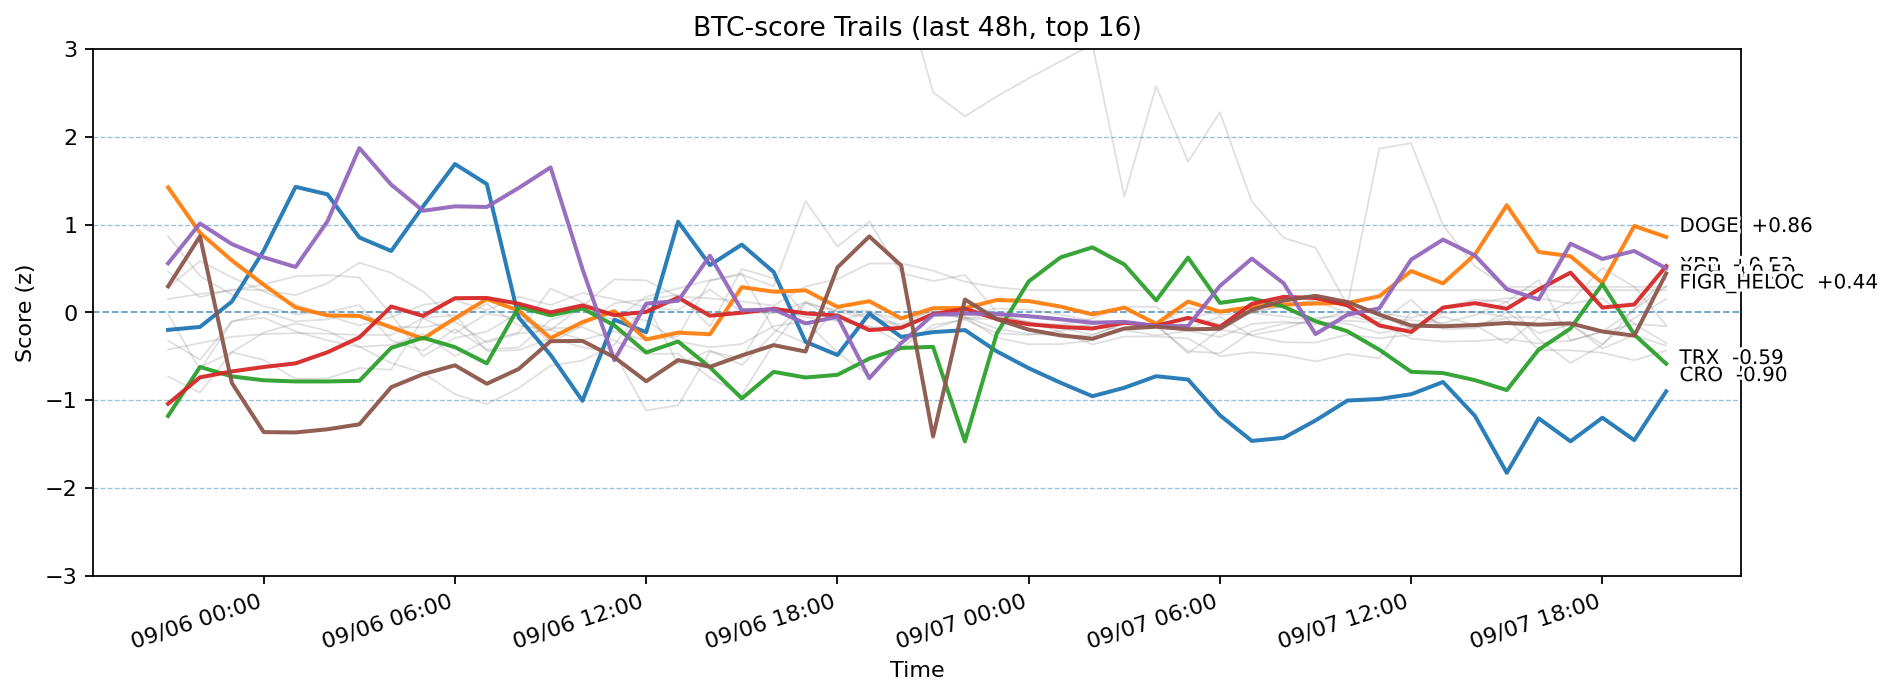 BTC-score Trails (last 48h, top 16)
Score (z)
3
2
1
0
−1
−2
−3
DOGE +0.86
XRP +0.53
FIGR_HELOC +0.44
TRX -0.59
CRO -0.90
09/06 00:00
09/06 06:00
09/06 12:00
09/06 18:00
09/07 00:00
09/07 06:00
09/07 12:00
09/07 18:00
Time